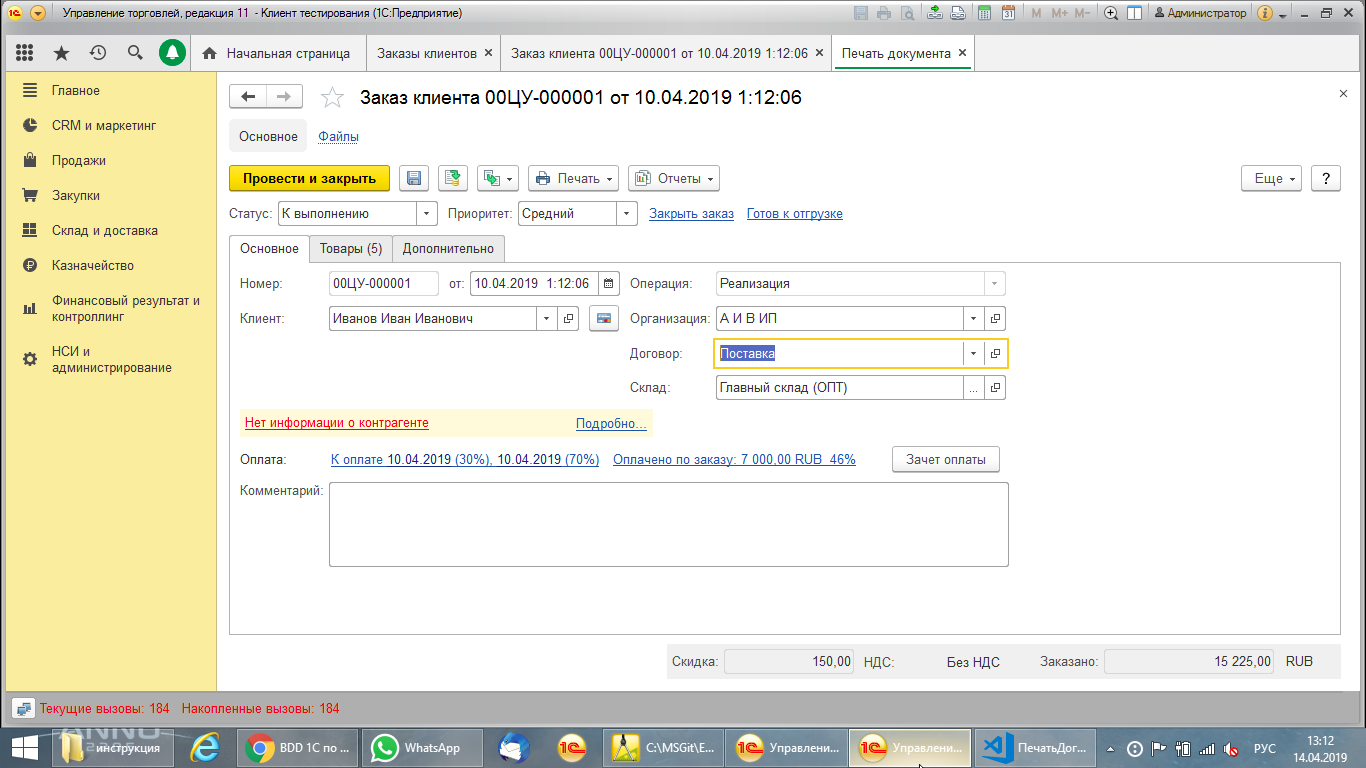 Управление торговлей, редакция 11 - Клиент тестирования (1С:Предприятие)
M M+ M- Администратор
Начальная страница
Заказы клиентов
Заказ клиента 00ЦУ-000001 от 10.04.2019 1:12:06
Печать документа
Главное
CRM и маркетинг
Продажи
Закупки
Склад и доставка
Казначейство
Финансовый результат и
контроллинг
НСИ и
администрирование
Заказ клиента 00ЦУ-000001 от 10.04.2019 1:12:06
Основное Файлы
Провести и закрыть Печать Отчеты Еще ?
Статус: К выполнению Приоритет: Средний Закрыть заказ Готов к отгрузке
Основное Товары (5) Дополнительно
Номер: 00ЦУ-000001 от: 10.04.2019 1:12:06 Операция: Реализация
Клиент: Иванов Иван Иванович Организация: А И В ИП
Договор: Поставка
Склад: Главный склад (ОПТ) ...
Нет информации о контрагенте Подробно...
Оплата: К оплате 10.04.2019 (30%), 10.04.2019 (70%) Оплачено по заказу: 7 000,00 RUB 46% Зачет оплаты
Комментарий:
Скидка: 150,00 НДС: Без НДС Заказано: 15 225,00 RUB
Текущие вызовы: 184 Накопленные вызовы: 184
инструкция
BDD 1С по ...
WhatsApp
C:\MSGit\E...
Управлени...
Управлени...
ПечатьДог...
РУС
13:12
14.04.2019